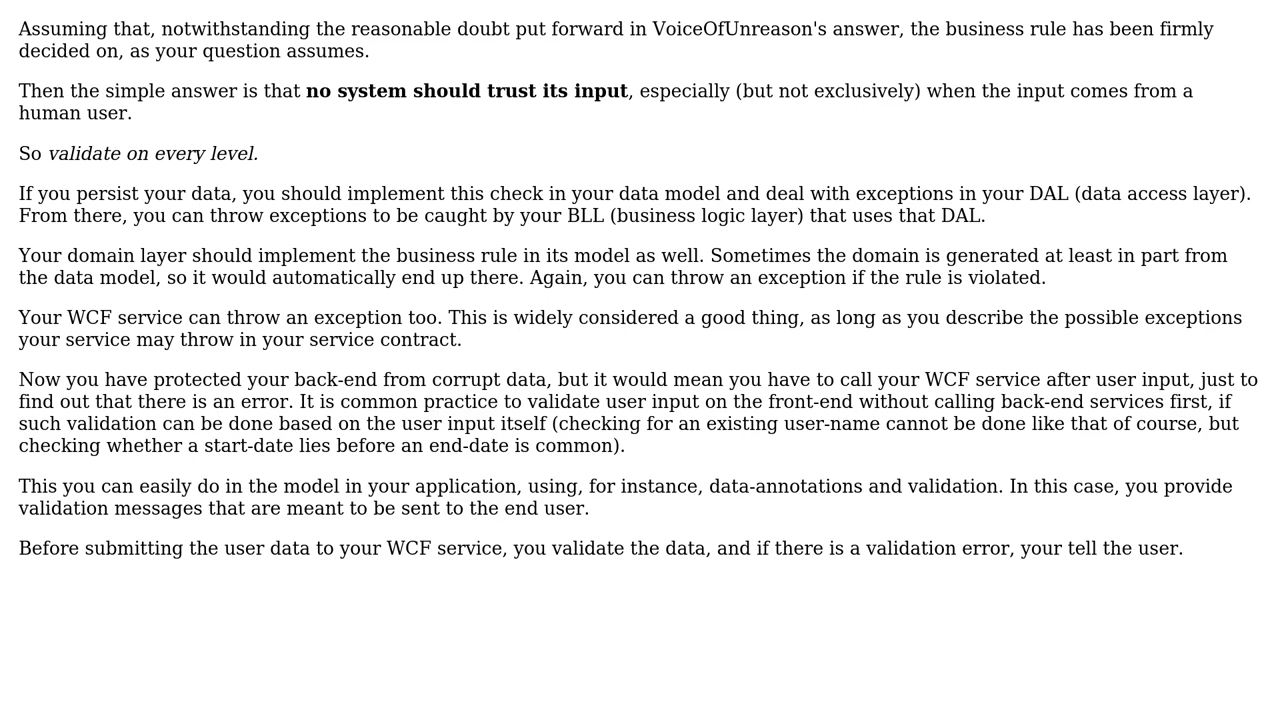 Assuming that, notwithstanding the reasonable doubt put forward in VoiceOfUnreason's answer, the business rule has been firmly
decided on, as your question assumes.
Then the simple answer is that no system should trust its input, especially (but not exclusively) when the input comes from a
human user.
So validate on every level.
If you persist your data, you should implement this check in your data model and deal with exceptions in your DAL (data access layer).
From there, you can throw exceptions to be caught by your BLL (business logic layer) that uses that DAL.
Your domain layer should implement the business rule in its model as well. Sometimes the domain is generated at least in part from
the data model, so it would automatically end up there. Again, you can throw an exception if the rule is violated.
Your WCF service can throw an exception too. This is widely considered a good thing, as long as you describe the possible exceptions
your service may throw in your service contract.
Now you have protected your back-end from corrupt data, but it would mean you have to call your WCF service after user input, just to
find out that there is an error. It is common practice to validate user input on the front-end without calling back-end services first, if
such validation can be done based on the user input itself (checking for an existing user-name cannot be done like that of course, but
checking whether a start-date lies before an end-date is common).
This you can easily do in the model in your application, using, for instance, data-annotations and validation. In this case, you provide
validation messages that are meant to be sent to the end user.
Before submitting the user data to your WCF service, you validate the data, and if there is a validation error, your tell the user.